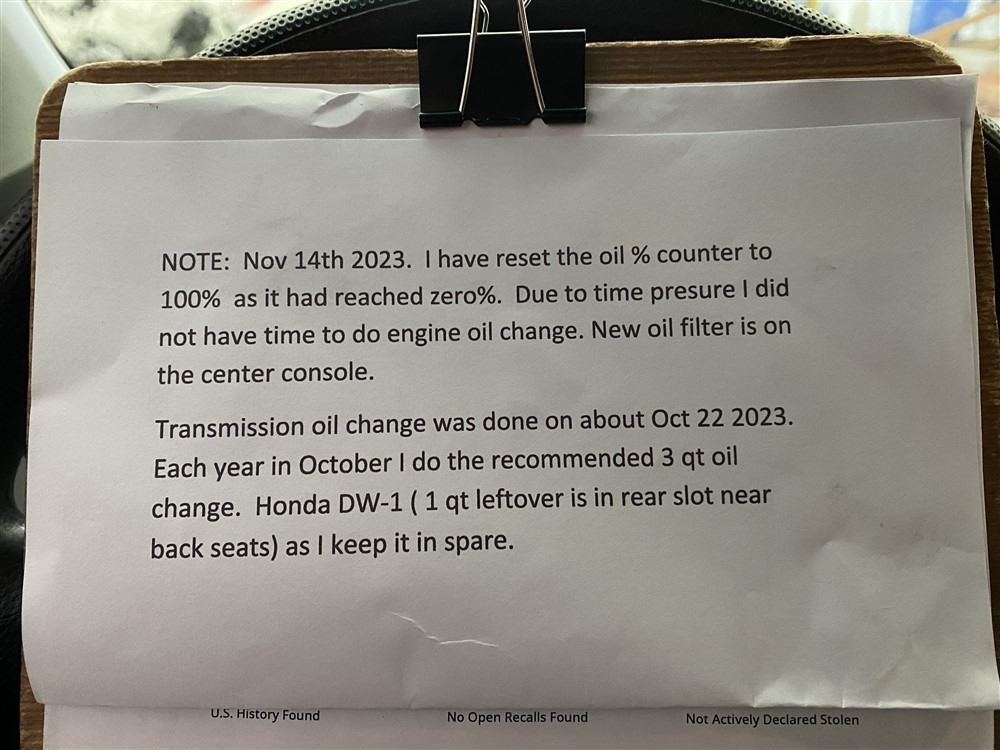 NOTE: Nov 14th 2023. I have reset the oil % counter to
100% as it had reached zero%. Due to time presure I did
not have time to do engine oil change. New oil filter is on
the center console.
Transmission oil change was done on about Oct 22 2023.
Each year in October I do the recommended 3 qt oil
change. Honda DW-1 ( 1 qt leftover is in rear slot near
back seats) as I keep it in spare.
U.S. History Found
No Open Recalls Found
Not Actively Declared Stolen